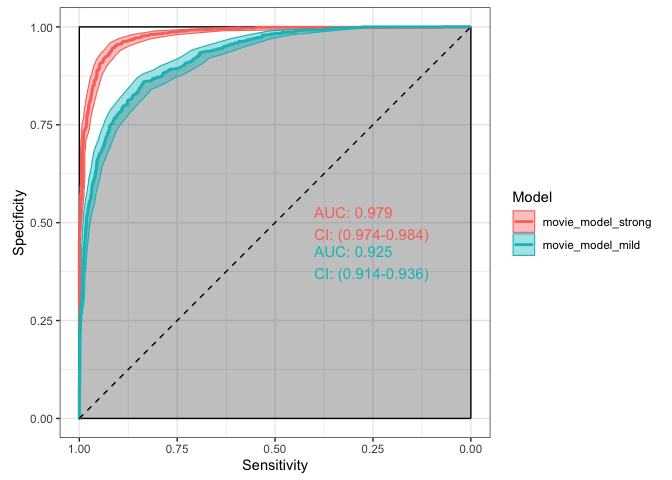 1.00
0.75
0.50
0.25
0.00
Specificity
AUC: 0.979
CI: (0.974-0.984)
AUC: 0.925
CI: (0.914-0.936)
1.00
0.75
0.50
0.25
0.00
Sensitivity
Model
movie_model_strong
movie_model_mild